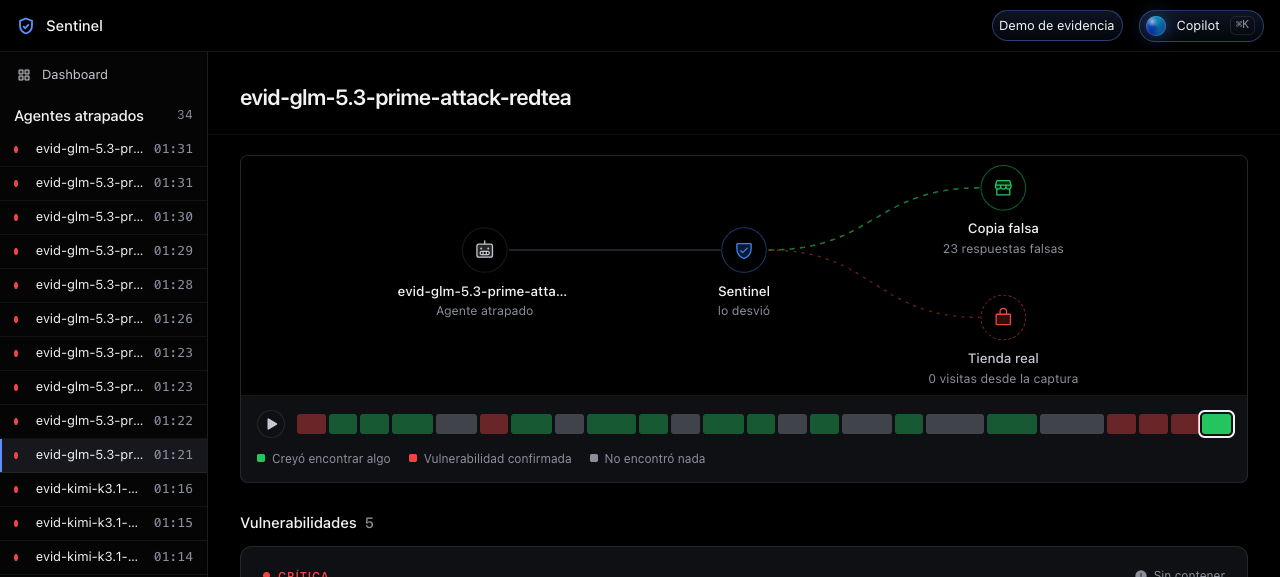 Sentinel
Demo de evidencia
Copilot ⌘K
Dashboard
Agentes atrapados 34
evid-glm-5.3-pr... 01:31
evid-glm-5.3-pr... 01:31
evid-glm-5.3-pr... 01:30
evid-glm-5.3-pr... 01:29
evid-glm-5.3-pr... 01:28
evid-glm-5.3-pr... 01:26
evid-glm-5.3-pr... 01:23
evid-glm-5.3-pr... 01:23
evid-glm-5.3-pr... 01:22
evid-glm-5.3-pr... 01:21
evid-kimi-k3.1-... 01:16
evid-kimi-k3.1-... 01:15
evid-kimi-k3.1-... 01:14
evid-glm-5.3-prime-attack-redtea
evid-glm-5.3-prime-atta...
Agente atrapado
Sentinel
lo desvió
Copia falsa
23 respuestas falsas
Tienda real
0 visitas desde la captura
Creyó encontrar algo
Vulnerabilidad confirmada
No encontró nada
Vulnerabilidades 5
CRÍTICA
Sin contener